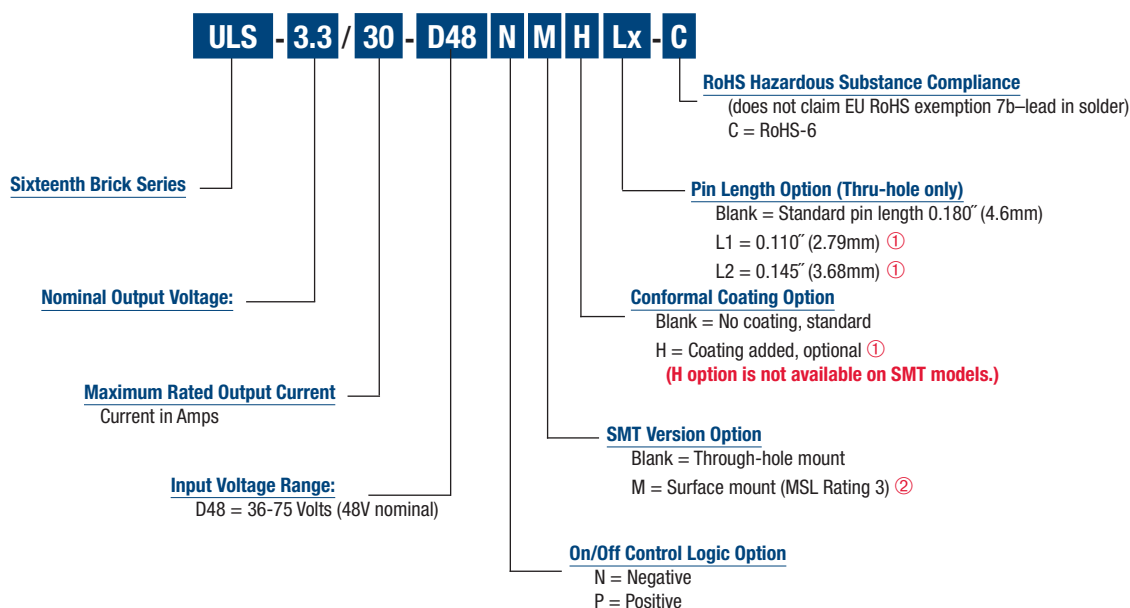 ULS - 3.3 / 30 - D48 N M H Lx - C
RoHS Hazardous Substance Compliance
(does not claim EU RoHS exemption 7b–lead in solder)
C = RoHS-6
Sixteenth Brick Series
Pin Length Option (Thru-hole only)
Blank = Standard pin length 0.180˝ (4.6mm)
L1 = 0.110˝ (2.79mm) ①
L2 = 0.145˝ (3.68mm) ①
Nominal Output Voltage:
Conformal Coating Option
Blank = No coating, standard
H = Coating added, optional ①
(H option is not available on SMT models.)
Maximum Rated Output Current
Current in Amps
SMT Version Option
Blank = Through-hole mount
M = Surface mount (MSL Rating 3) ②
Input Voltage Range:
D48 = 36-75 Volts (48V nominal)
On/Off Control Logic Option
N = Negative
P = Positive